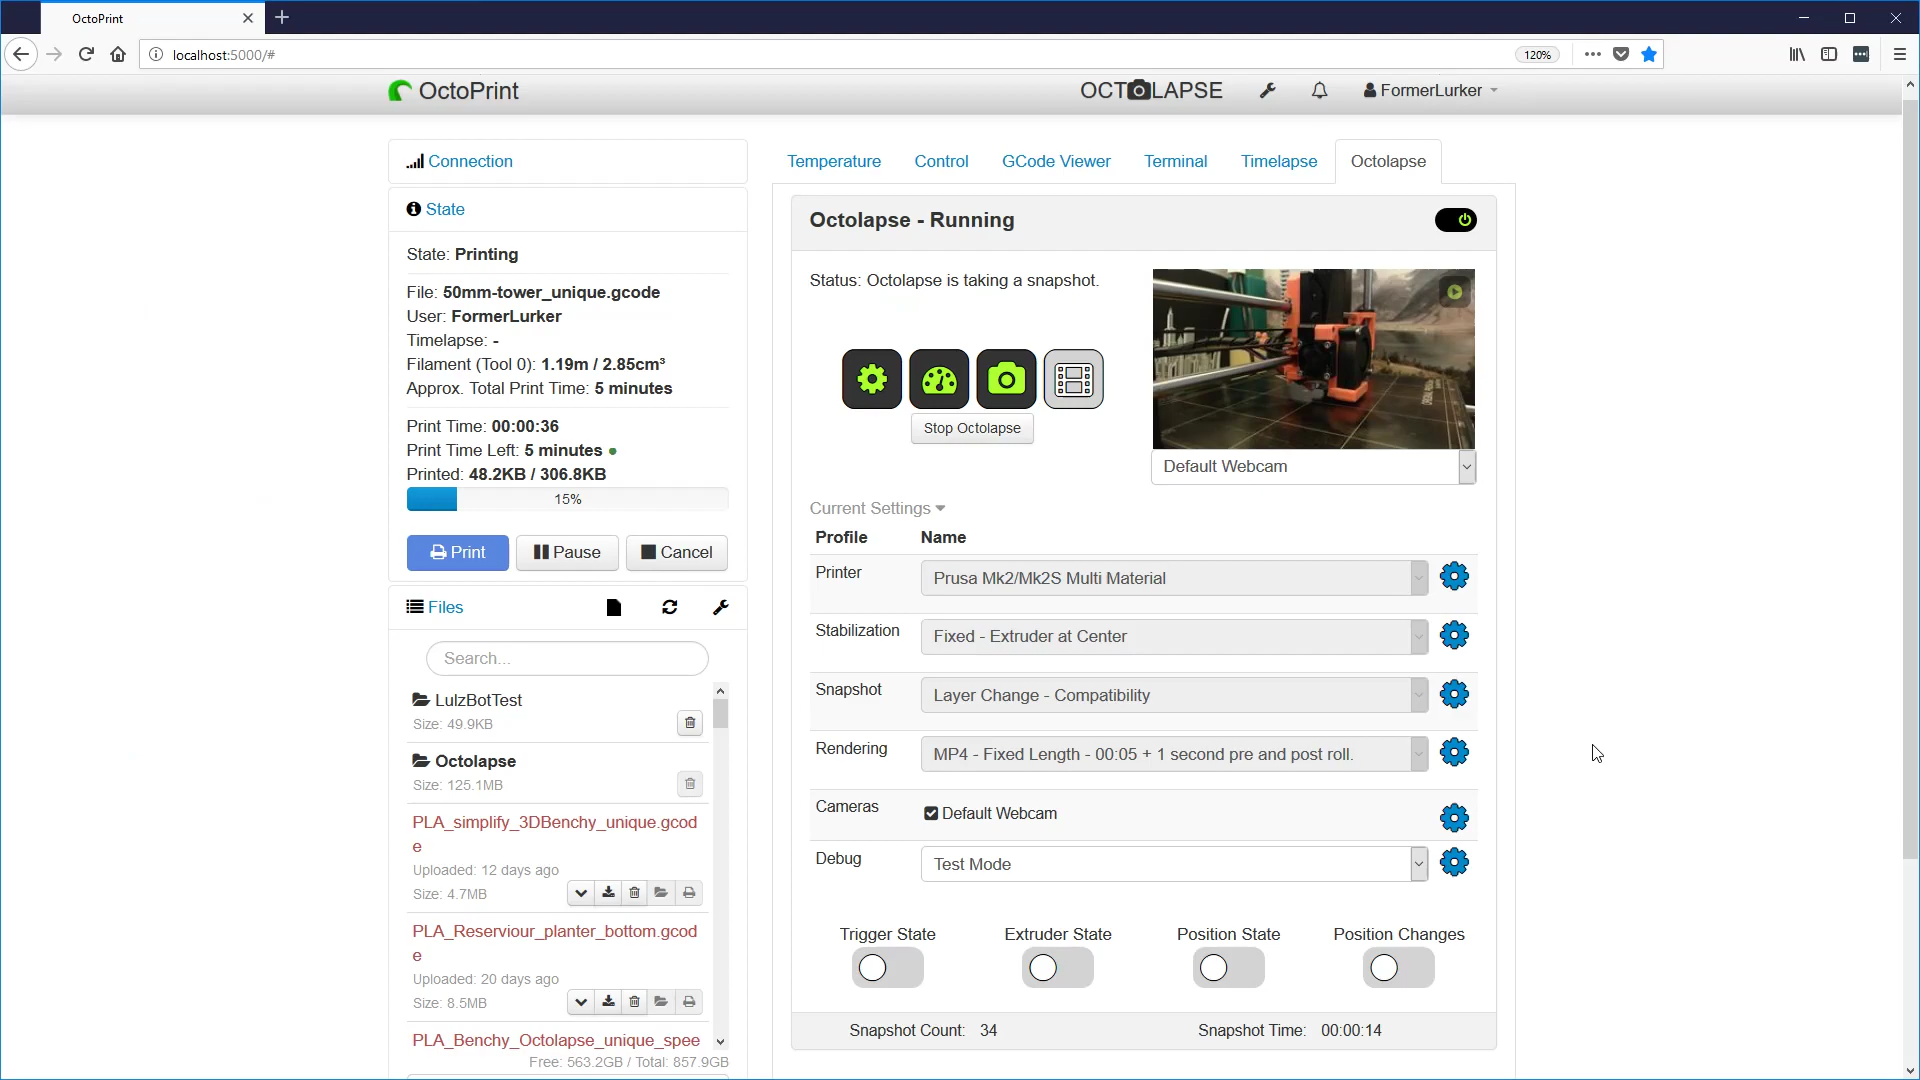 OctoPrint
localhost:5000/#
120%
OctoPrint
OCTOLAPSE
FormerLurker
Connection
State
State: Printing
File: 50mm-tower_unique.gcode
User: FormerLurker
Timelapse: -
Filament (Tool 0): 1.19m / 2.85cm³
Approx. Total Print Time: 5 minutes
Print Time: 00:00:36
Print Time Left: 5 minutes
Printed: 48.2KB / 306.8KB
15%
Print
Pause
Cancel
Files
Search...
LulzBotTest
Size: 49.9KB
Octolapse
Size: 125.1MB
PLA_simplify_3DBenchy_unique.gcod
e
Uploaded: 12 days ago
Size: 4.7MB
PLA_Reserviour_planter_bottom.gcod
e
Uploaded: 20 days ago
Size: 8.5MB
PLA_Benchy_Octolapse_unique_spee
Free: 563.2GB / Total: 857.9GB
Temperature
Control
GCode Viewer
Terminal
Timelapse
Octolapse
Octolapse - Running
Status: Octolapse is taking a snapshot.
Stop Octolapse
Default Webcam
Current Settings
Profile
Name
Printer
Prusa Mk2/Mk2S Multi Material
Stabilization
Fixed - Extruder at Center
Snapshot
Layer Change - Compatibility
Rendering
MP4 - Fixed Length - 00:05 + 1 second pre and post roll.
Cameras
Default Webcam
Debug
Test Mode
Trigger State
Extruder State
Position State
Position Changes
Snapshot Count: 34
Snapshot Time: 00:00:14